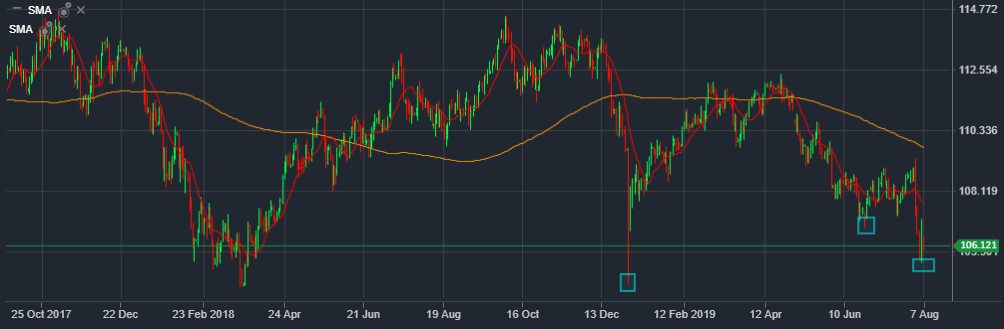 SMA
SMA
114.772
112.554
110.336
108.119
106.121
25 Oct 2017 22 Dec 23 Feb 2018 24 Apr 21 Jun 19 Aug 16 Oct 13 Dec 12 Feb 2019 12 Apr 10 Jun 7 Aug